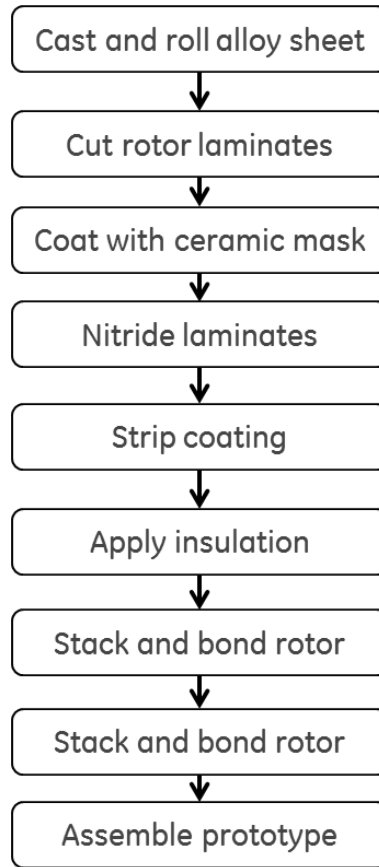 Cast and roll alloy sheet
Cut rotor laminates
Coat with ceramic mask
Nitride laminates
Strip coating
Apply insulation
Stack and bond rotor
Stack and bond rotor
Assemble prototype